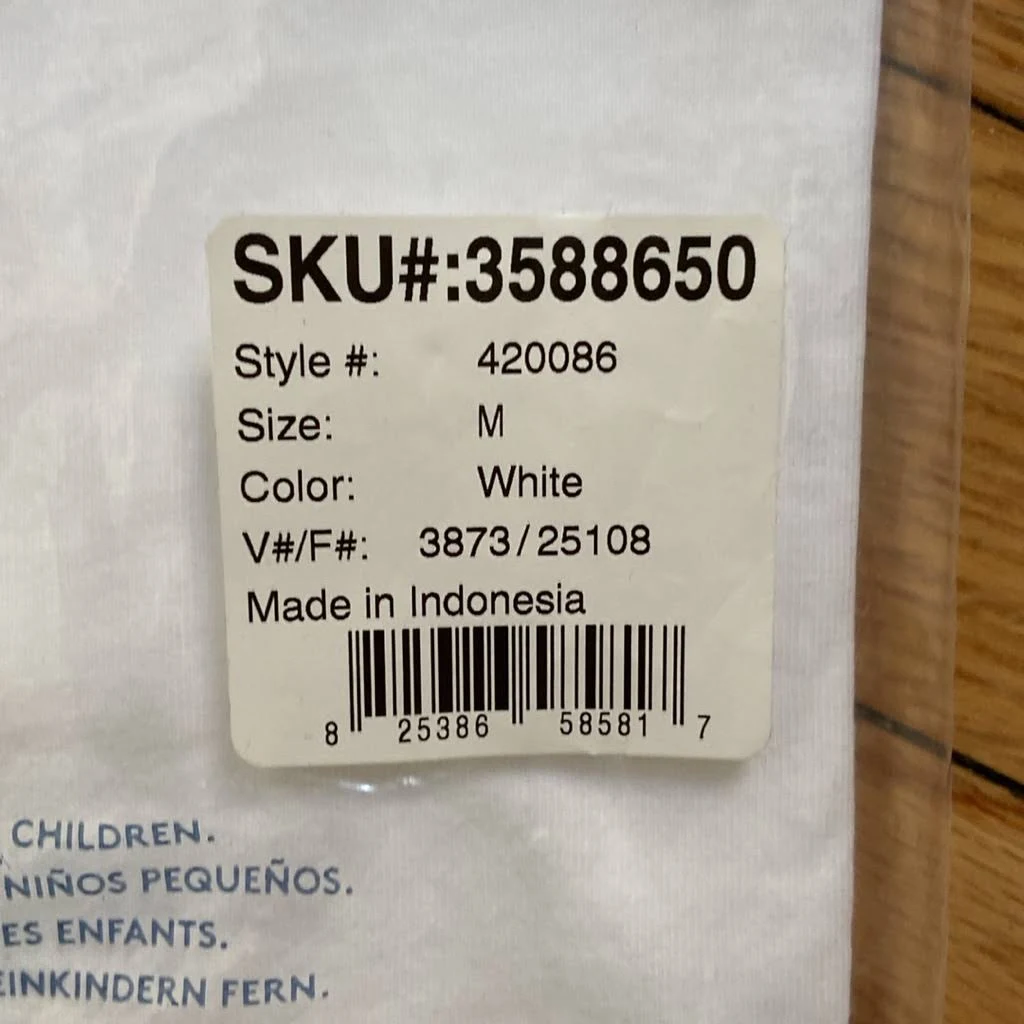 SKU#:3588650
Style #: 420086
Size: M
Color: White
V#/F#: 3873/25108
Made in Indonesia
8 25386 58581 7
CHILDREN.
NIÑOS PEQUEÑOS.
ES ENFANTS.
EINKINDERN FERN.